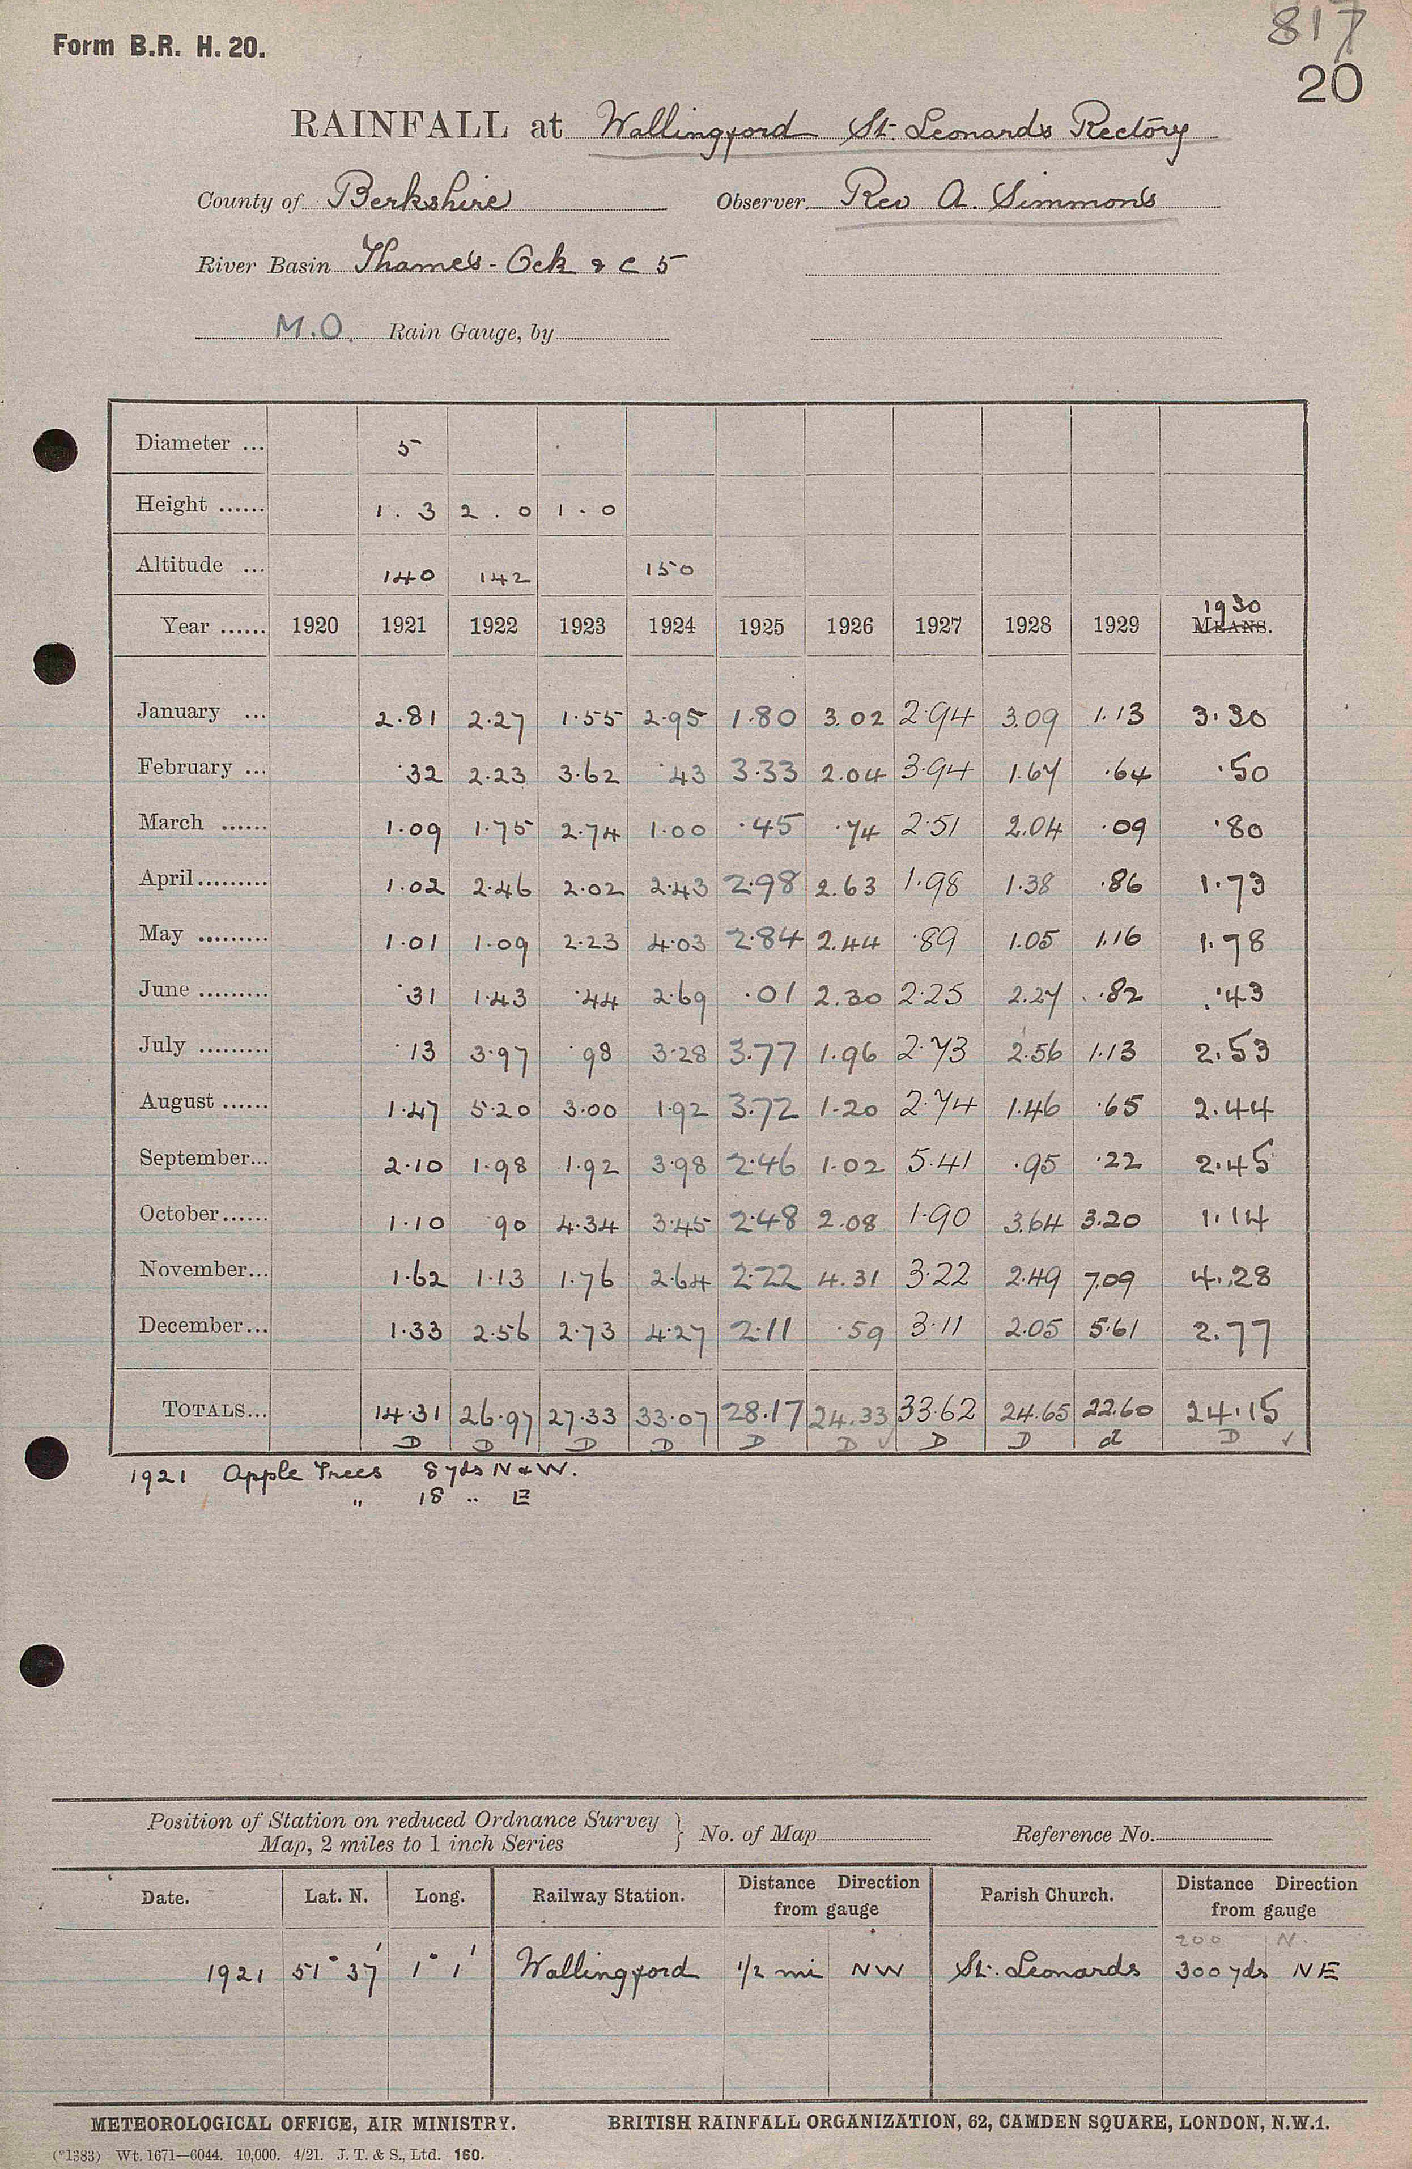 817
Form B.R. H. 20.
20
RAINFALL at Wallingford St. Leonards Rectory
County of Berkshire Observer Rev A. Simmons
River Basin Thames - Ock & C 5
M.O. Rain Gauge, by
Diameter ... 5
Height ...... 1.3 2.0 1.0
Altitude ... 140 142 150
1930
Year ...... 1920 1921 1922 1923 1924 1925 1926 1927 1928 1929 MEANS.
January ... 2.81 2.27 1.55 2.95 1.80 3.02 2.94 3.09 1.13 3.30
February ... .32 2.23 3.62 .43 3.33 2.04 3.94 1.67 .64 .50
March ...... 1.09 1.75 2.74 1.00 .45 .74 2.51 2.04 .09 .80
April ......... 1.02 2.46 2.02 2.43 2.98 2.63 1.98 1.38 .86 1.73
May ......... 1.01 1.09 2.23 4.03 2.84 2.44 .89 1.05 1.16 1.78
June ......... .31 1.43 .44 2.69 .01 2.30 2.25 2.27 .82 .43
July ......... .13 3.97 .98 3.28 3.77 1.96 2.73 2.56 1.13 2.53
August ...... 1.47 5.20 3.00 1.92 3.72 1.20 2.74 1.46 .65 2.44
September... 2.10 1.98 1.92 3.98 2.46 1.02 5.41 .95 .22 2.45
October...... 1.10 .90 4.34 3.45 2.48 2.08 1.90 3.64 3.20 1.14
November... 1.62 1.13 1.76 2.64 2.22 4.31 3.22 2.49 7.09 4.28
December... 1.33 2.56 2.73 4.27 2.11 .59 3.11 2.05 5.61 2.77
TOTALS... 14.31 26.97 27.33 33.07 28.17 24.33 33.62 24.65 22.60 24.15
D D D D D D ✓ D D d D ✓
1921 Apple Trees 8 yds N & W.
" 18 .. E
Position of Station on reduced Ordnance Survey
Map, 2 miles to 1 inch Series } No. of Map Reference No.
Date. Lat. N. Long. Railway Station. Distance Direction from gauge Parish Church. Distance Direction from gauge
200 N.
1921 51° 37' 1° 1' Wallingford 1/2 mi NW St. Leonards 300 yds NE
METEOROLOGICAL OFFICE, AIR MINISTRY. BRITISH RAINFALL ORGANIZATION, 62, CAMDEN SQUARE, LONDON, N.W.1.
(*1383) Wt. 1671—6044. 10,000. 4/21. J. T. & S., Ltd. 160.